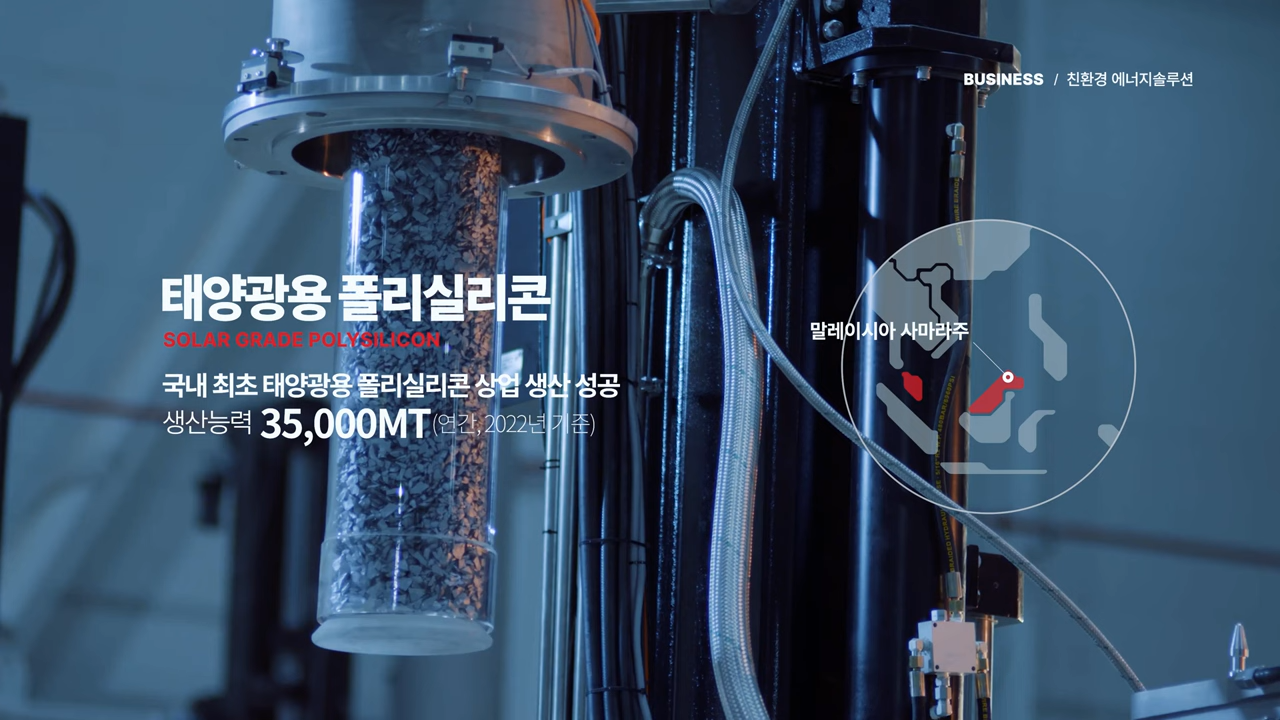 BUSINESS / 친환경 에너지솔루션
태양광용 폴리실리콘
SOLAR GRADE POLYSILICON
국내 최초 태양광용 폴리실리콘 상업 생산 성공
생산능력 35,000MT (연간, 2022년 기준)
말레이시아 사마라주